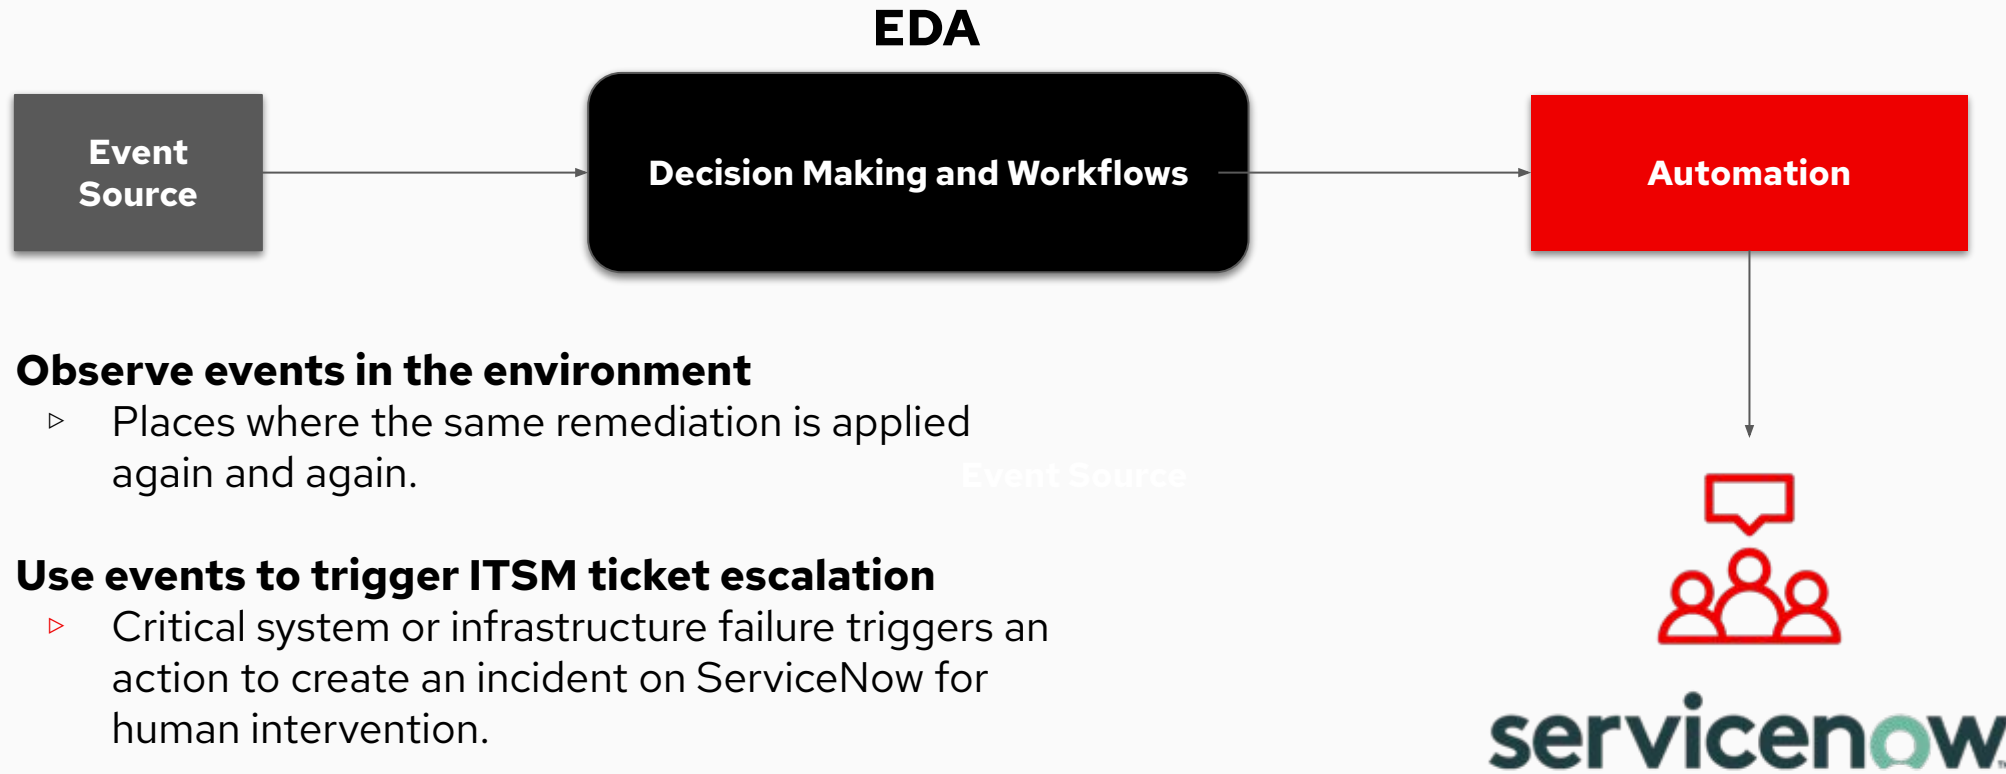 EDA
Event
Source
Decision Making and Workflows
Automation
Observe events in the environment
▹ Places where the same remediation is applied
again and again.
Event Source
Use events to trigger ITSM ticket escalation
▹ Critical system or infrastructure failure triggers an
action to create an incident on ServiceNow for
human intervention.
servicenow